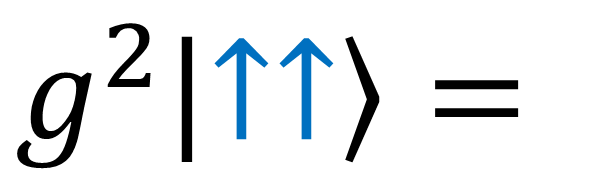 g²|↑↑⟩ =